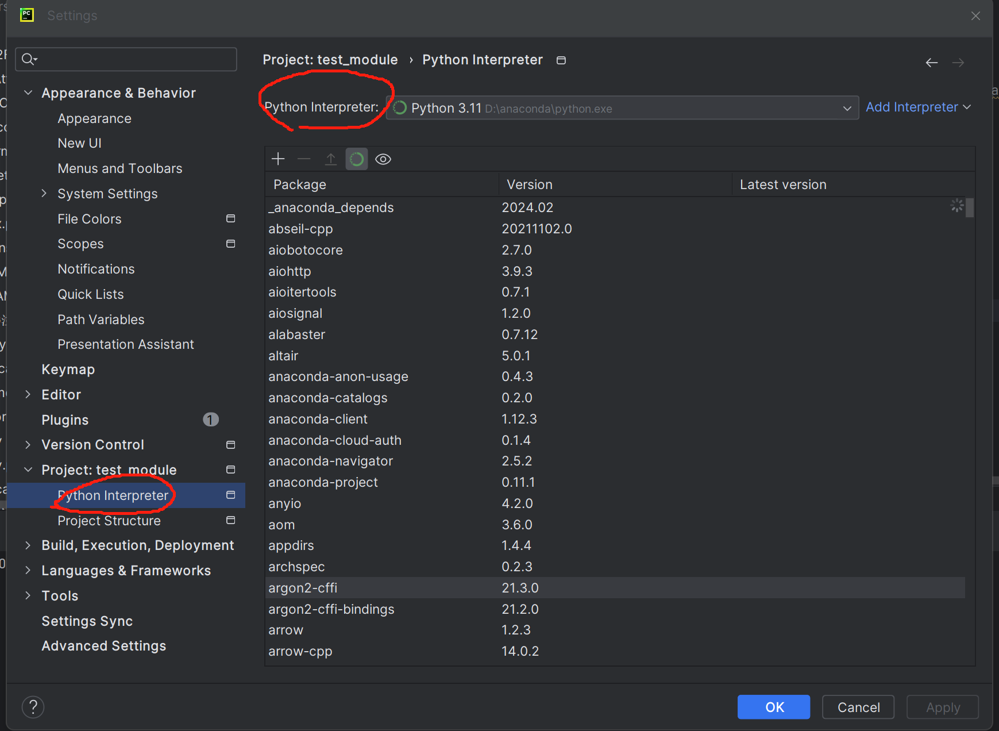 PC
Settings
Project: test_module › Python Interpreter
Python Interpreter: Python 3.11 D:\anaconda\python.exe Add Interpreter
Appearance & Behavior
Appearance
New UI
Menus and Toolbars
System Settings
File Colors
Scopes
Notifications
Quick Lists
Path Variables
Presentation Assistant
Keymap
Editor
Plugins 1
Version Control
Project: test_module
Python Interpreter
Project Structure
Build, Execution, Deployment
Languages & Frameworks
Tools
Settings Sync
Advanced Settings
Package Version Latest version
_anaconda_depends 2024.02
abseil-cpp 20211102.0
aiobotocore 2.7.0
aiohttp 3.9.3
aioitertools 0.7.1
aiosignal 1.2.0
alabaster 0.7.12
altair 5.0.1
anaconda-anon-usage 0.4.3
anaconda-catalogs 0.2.0
anaconda-client 1.12.3
anaconda-cloud-auth 0.1.4
anaconda-navigator 2.5.2
anaconda-project 0.11.1
anyio 4.2.0
aom 3.6.0
appdirs 1.4.4
archspec 0.2.3
argon2-cffi 21.3.0
argon2-cffi-bindings 21.2.0
arrow 1.2.3
arrow-cpp 14.0.2
? OK Cancel Apply